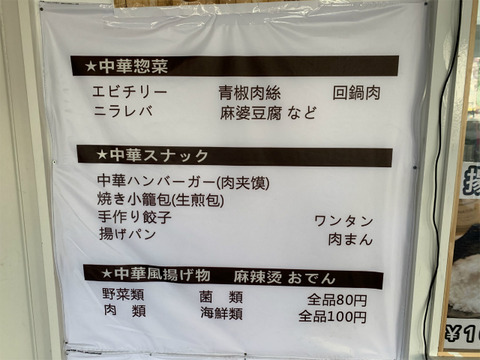 ★中華惣菜
エビチリー 青椒肉絲 回鍋肉
ニラレバ 麻婆豆腐 など
★中華スナック
中華ハンバーガー(肉夹馍)
焼き小籠包(生煎包)
手作り餃子 ワンタン
揚げパン 肉まん
★中華風揚げ物 麻辣烫 おでん
野菜類 菌 類 全品80円
肉 類 海鮮類 全品100円